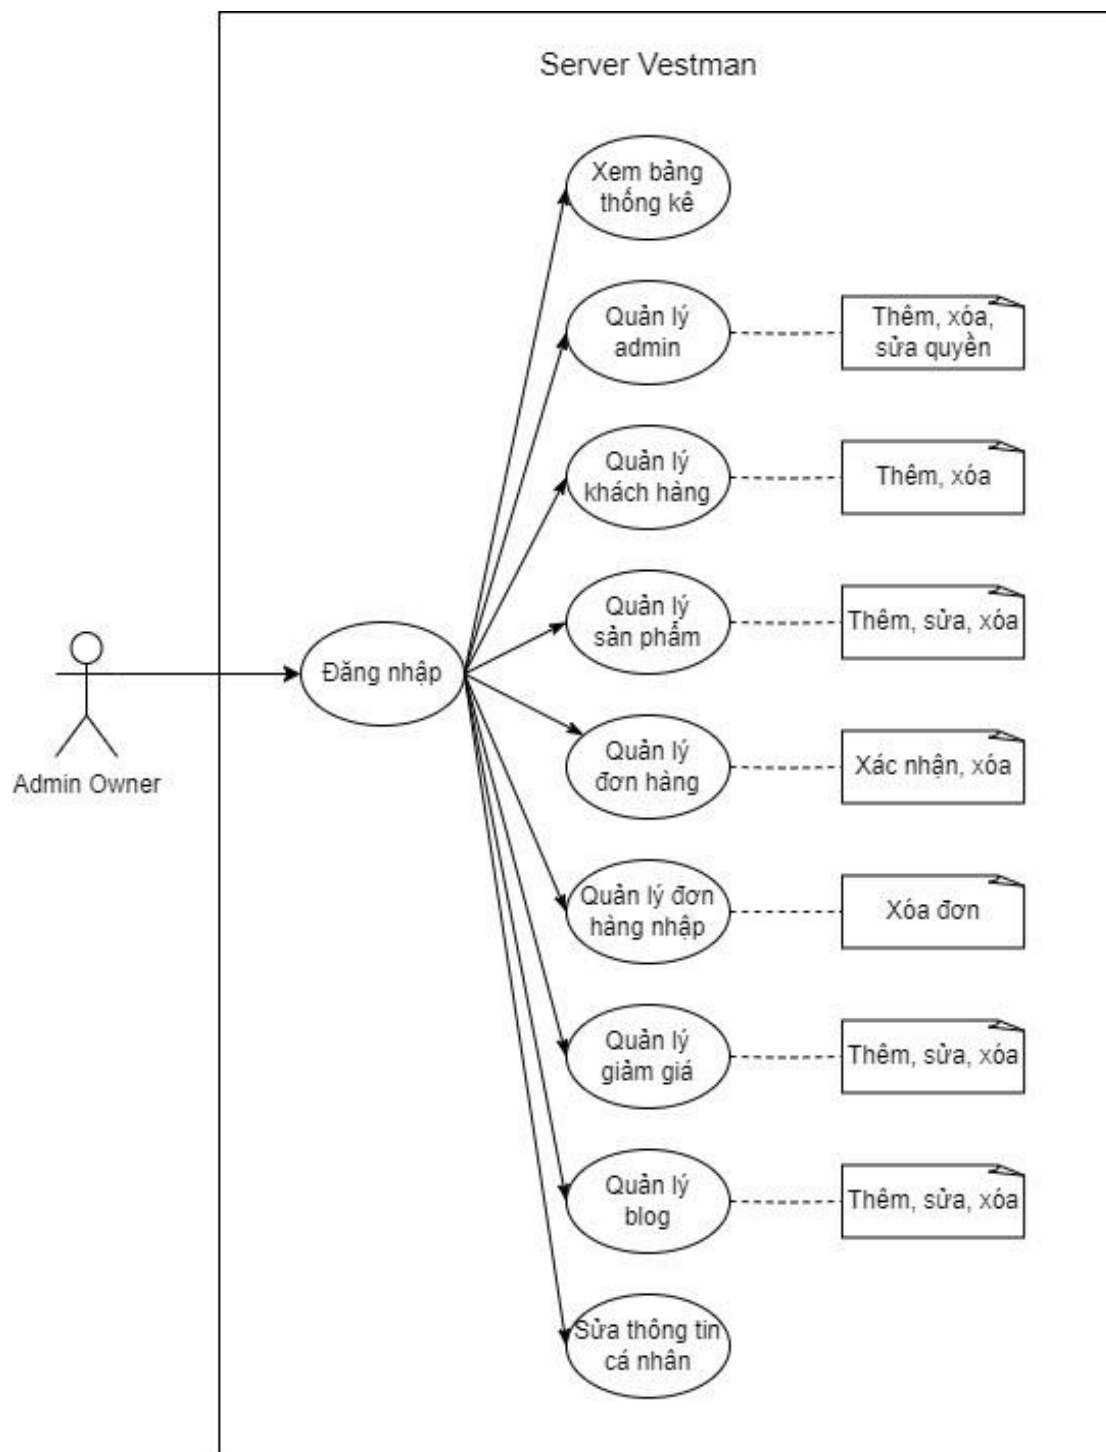 Server Vestman
Xem bảng
thống kê
Quản lý
admin
Thêm, xóa,
sửa quyền
Quản lý
khách hàng
Thêm, xóa
Quản lý
sản phẩm
Thêm, sửa, xóa
Đăng nhập
Admin Owner
Quản lý
đơn hàng
Xác nhận, xóa
Quản lý đơn
hàng nhập
Xóa đơn
Quản lý
giảm giá
Thêm, sửa, xóa
Quản lý
blog
Thêm, sửa, xóa
Sửa thông tin
cá nhân